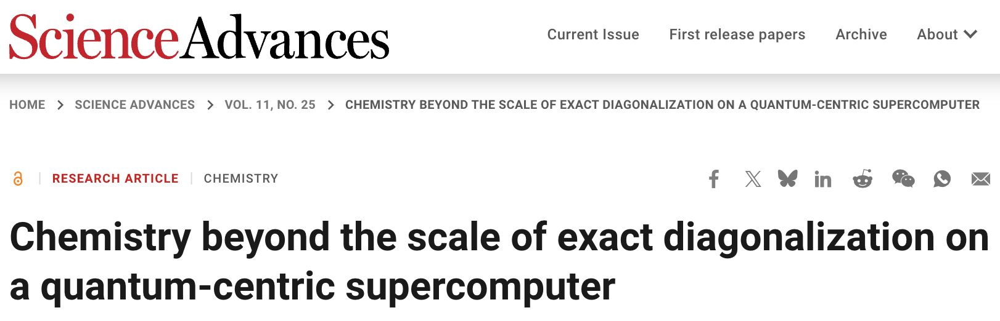 ScienceAdvances
Current Issue First release papers Archive About
HOME > SCIENCE ADVANCES > VOL. 11, NO. 25 > CHEMISTRY BEYOND THE SCALE OF EXACT DIAGONALIZATION ON A QUANTUM-CENTRIC SUPERCOMPUTER
RESEARCH ARTICLE | CHEMISTRY
Chemistry beyond the scale of exact diagonalization on
a quantum-centric supercomputer